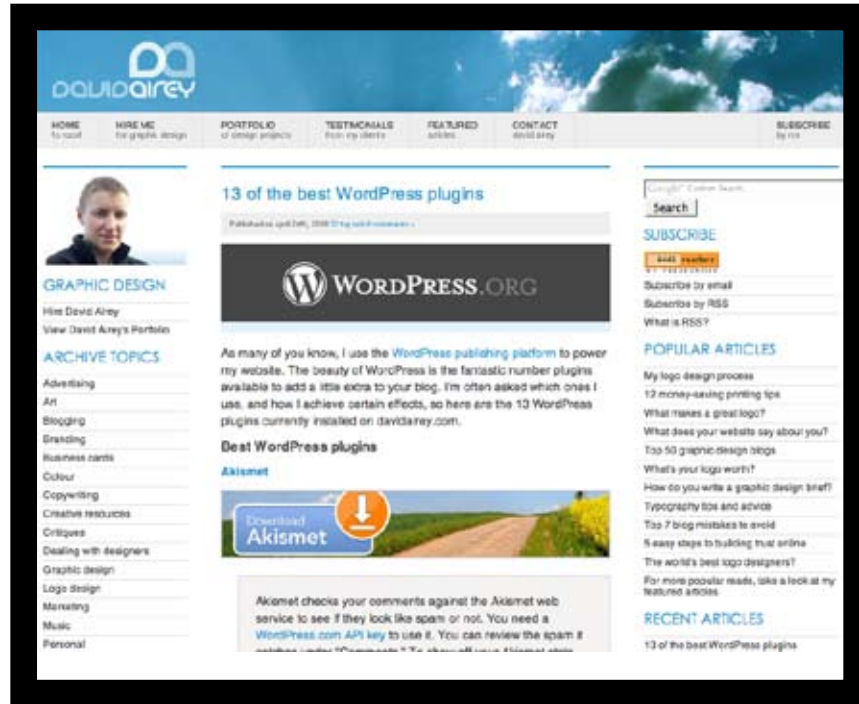 DAVIDAIREY
HOME
to read
HIRE ME
for graphic design
PORTFOLIO
of design projects
TESTIMONIALS
from my clients
FEATURED
articles
CONTACT
david airey
SUBSCRIBE
by rss
GRAPHIC DESIGN
Hire David Airey
View David Airey's Portfolio
ARCHIVE TOPICS
Advertising
Art
Blogging
Branding
Business cards
Colour
Copywriting
Creative resources
Critiques
Dealing with designers
Graphic design
Logo design
Marketing
Music
Personal
13 of the best WordPress plugins
WORDPRESS.ORG
As many of you know, I use the WordPress publishing platform to power
my website. The beauty of WordPress is the fantastic number plugins
available to add a little extra to your blog. I'm often asked which ones I
use, and how I achieve certain effects, so here are the 13 WordPress
plugins currently installed on davidairey.com.
Best WordPress plugins
Akismet
Download
Akismet
Akismet checks your comments against the Akismet web
service to see if they look like spam or not. You need a
WordPress.com API key to use it. You can review the spam it
Google Custom Search
Search
SUBSCRIBE
readers
Subscribe by email
Subscribe by RSS
What is RSS?
POPULAR ARTICLES
My logo design process
12 money-saving printing tips
What makes a great logo?
What does your website say about you?
Top 50 graphic design blogs
What's your logo worth?
How do you write a graphic design brief?
Typography tips and advice
Top 7 blog mistakes to avoid
5 easy steps to building trust online
The world's best logo designers?
For more popular reads, take a look at my
featured articles
RECENT ARTICLES
13 of the best WordPress plugins